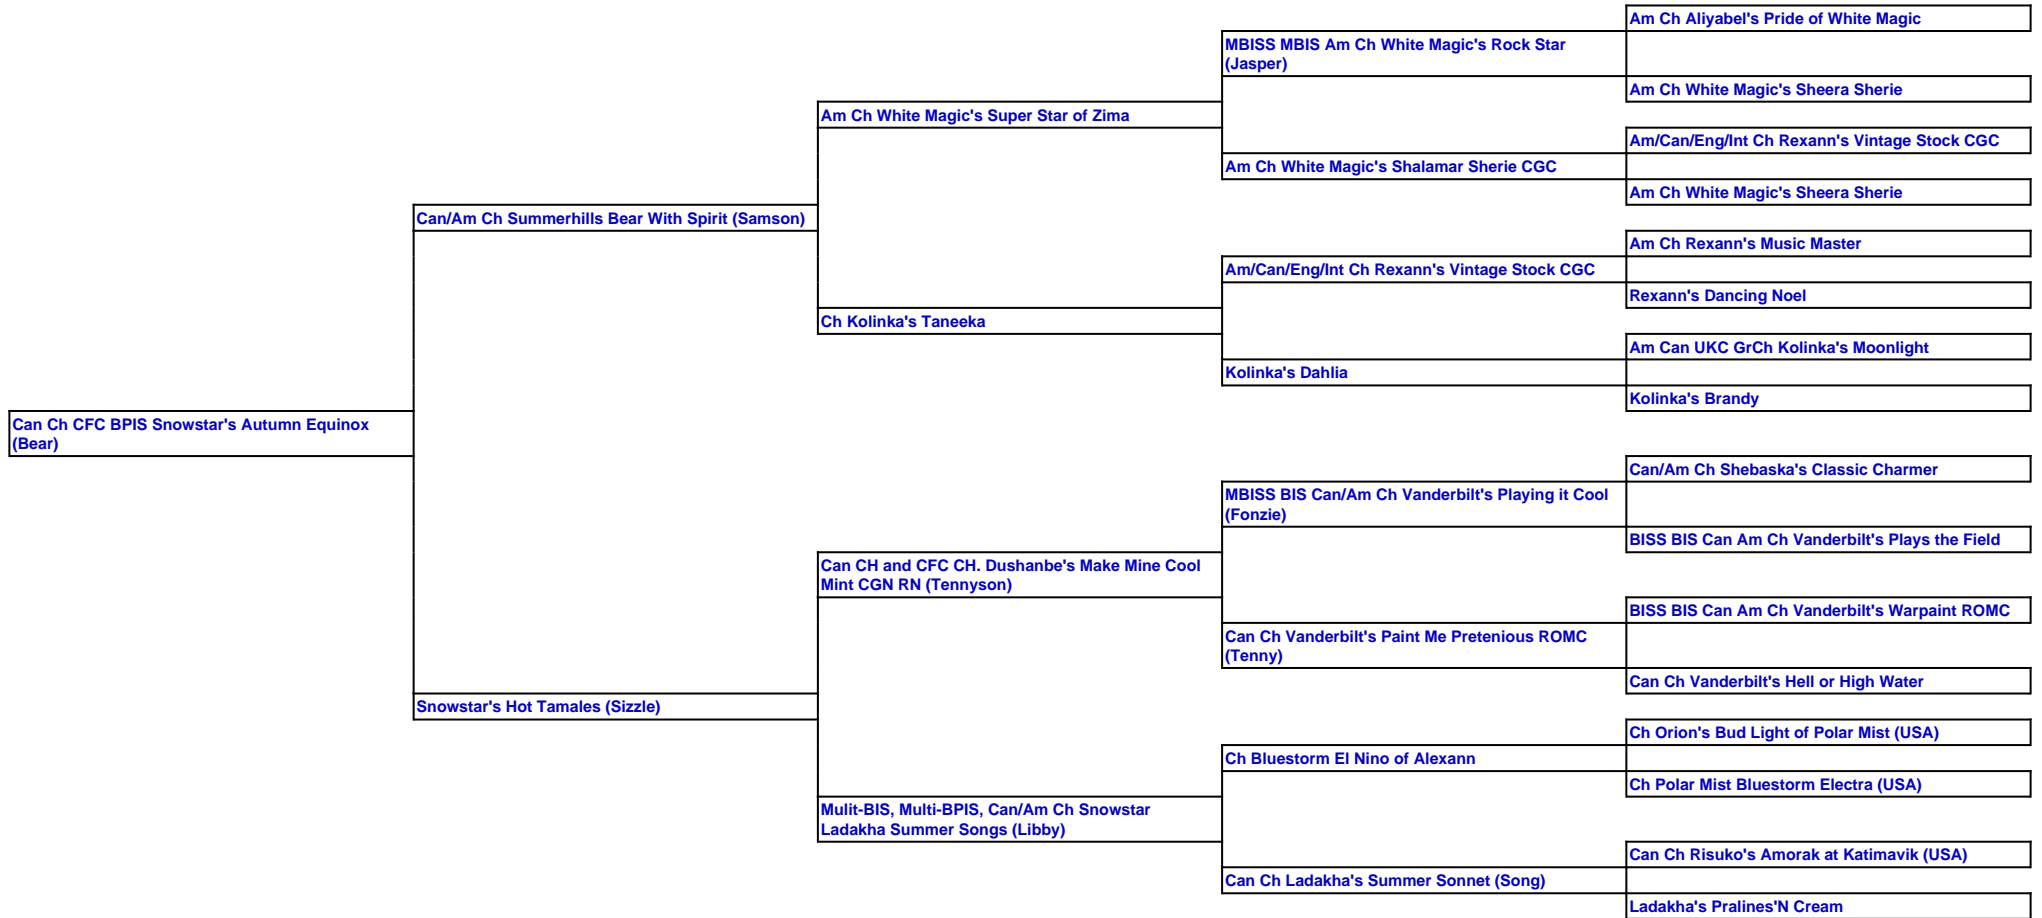 Am Ch Aliyabel's Pride of White Magic
MBISS MBIS Am Ch White Magic's Rock Star
(Jasper)
Am Ch White Magic's Sheera Sherie
Am Ch White Magic's Super Star of Zima
Am/Can/Eng/Int Ch Rexann's Vintage Stock CGC
Am Ch White Magic's Shalamar Sherie CGC
Am Ch White Magic's Sheera Sherie
Can/Am Ch Summerhills Bear With Spirit (Samson)
Am Ch Rexann's Music Master
Am/Can/Eng/Int Ch Rexann's Vintage Stock CGC
Rexann's Dancing Noel
Ch Kolinka's Taneeka
Am Can UKC GrCh Kolinka's Moonlight
Kolinka's Dahlia
Kolinka's Brandy
Can Ch CFC BPIS Snowstar's Autumn Equinox
(Bear)
Can/Am Ch Shebaska's Classic Charmer
MBISS BIS Can/Am Ch Vanderbilt's Playing it Cool
(Fonzie)
BISS BIS Can Am Ch Vanderbilt's Plays the Field
Can CH and CFC CH. Dushanbe's Make Mine Cool
Mint CGN RN (Tennyson)
BISS BIS Can Am Ch Vanderbilt's Warpaint ROMC
Can Ch Vanderbilt's Paint Me Pretenious ROMC
(Tenny)
Can Ch Vanderbilt's Hell or High Water
Snowstar's Hot Tamales (Sizzle)
Ch Orion's Bud Light of Polar Mist (USA)
Ch Bluestorm El Nino of Alexann
Ch Polar Mist Bluestorm Electra (USA)
Mulit-BIS, Multi-BPIS, Can/Am Ch Snowstar
Ladakha Summer Songs (Libby)
Can Ch Risuko's Amorak at Katimavik (USA)
Can Ch Ladakha's Summer Sonnet (Song)
Ladakha's Pralines'N Cream